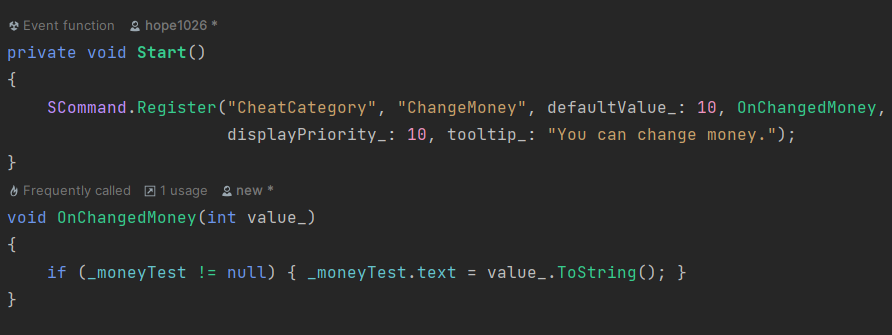 Event function hope1026 *
private void Start()
{
SCommand.Register("CheatCategory", "ChangeMoney", defaultValue_: 10, OnChangedMoney,
displayPriority_: 10, tooltip_: "You can change money.");
}
Frequently called 1 usage new *
void OnChangedMoney(int value_)
{
if (_moneyTest != null) { _moneyTest.text = value_.ToString(); }
}